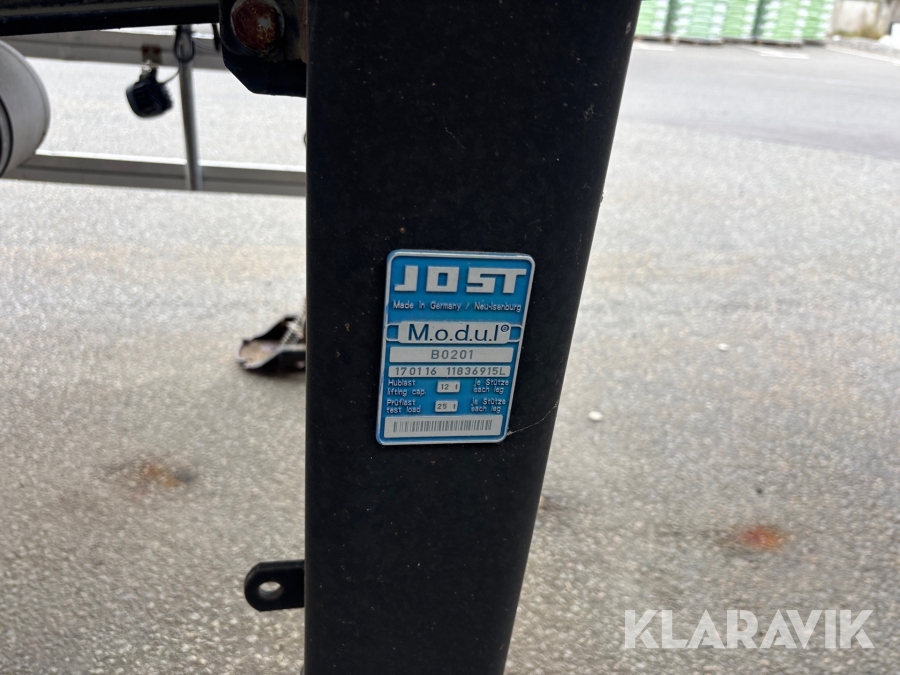 JOST
Made in Germany / Neu-Isenburg
M.o.d.u.l®
B0201
170116 11836915L
Hublast 12 t je Stütze
lifting cap. each leg
Prüflast 25 t je Stütze
test load each leg
KLARAVIK